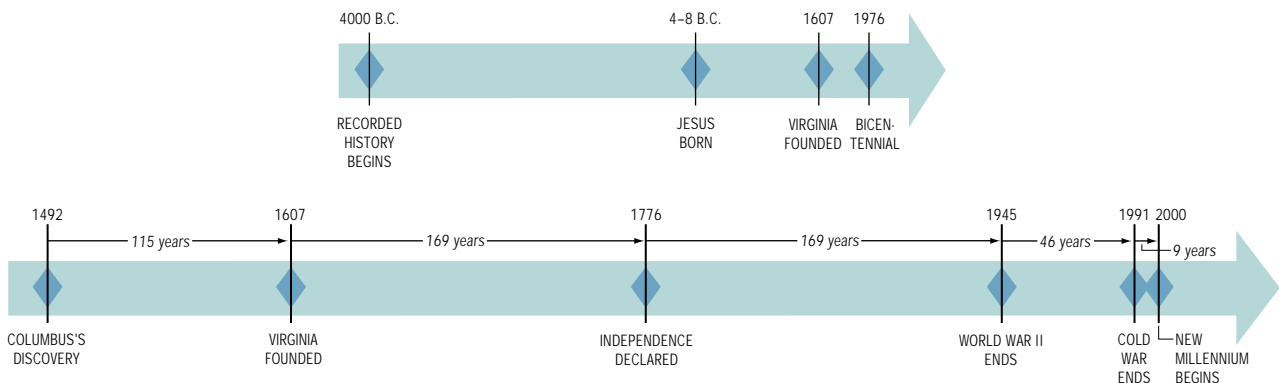 4000 B.C. 4–8 B.C. 1607 1976
RECORDED
HISTORY
BEGINS
JESUS
BORN
VIRGINIA
FOUNDED
BICEN-
TENNIAL
1492 1607 1776 1945 1991 2000
115 years 169 years 169 years 46 years
9 years
COLUMBUS'S
DISCOVERY
VIRGINIA
FOUNDED
INDEPENDENCE
DECLARED
WORLD WAR II
ENDS
COLD
WAR
ENDS
NEW
MILLENNIUM
BEGINS